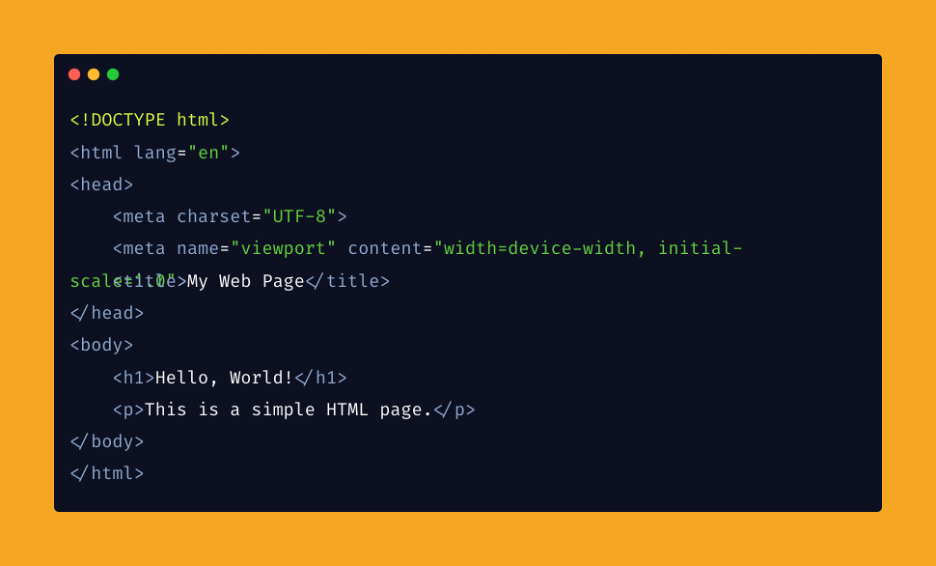 <!DOCTYPE html>
<html lang="en">
<head>
    <meta charset="UTF-8">
    <meta name="viewport" content="width=device-width, initial-
scale=1.0">
    <title>My Web Page</title>
</head>
<body>
    <h1>Hello, World!</h1>
    <p>This is a simple HTML page.</p>
</body>
</html>